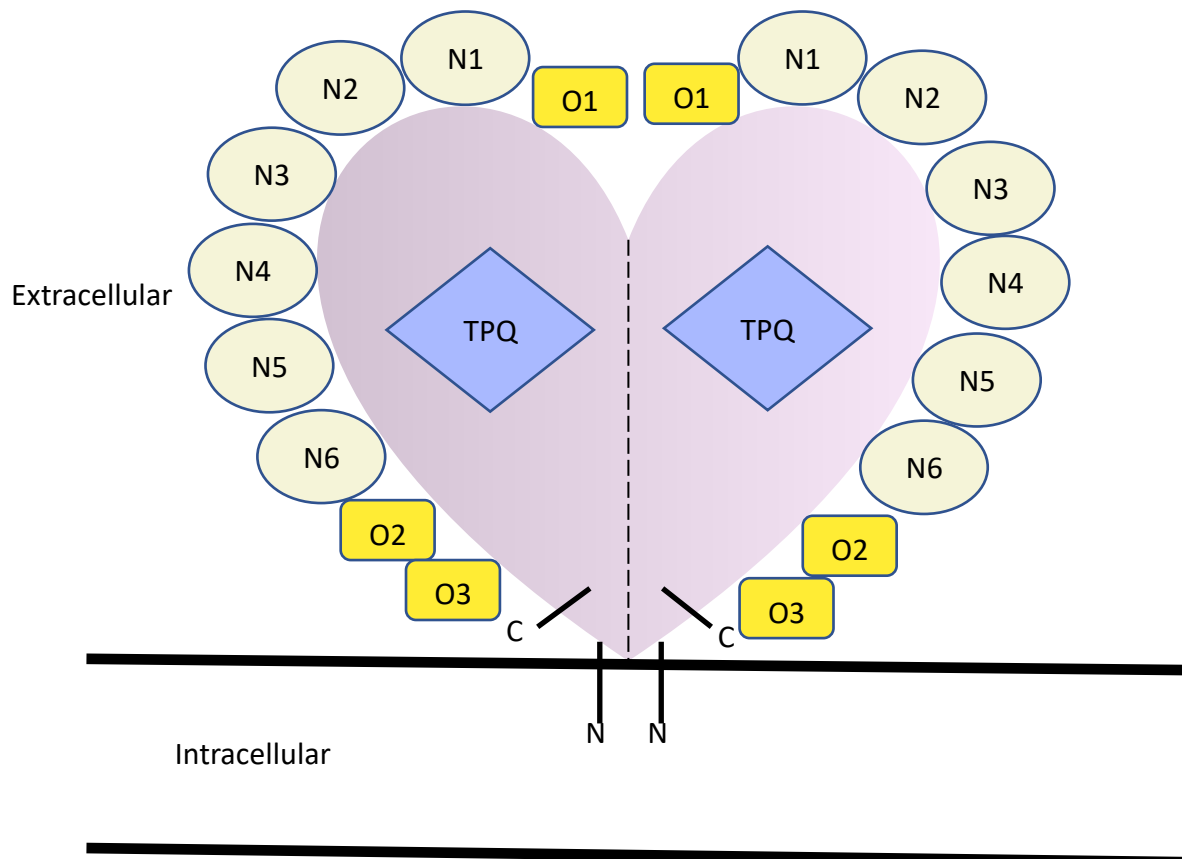 N1
N1
N2
O1
O1
N2
N3
N3
N4
N4
Extracellular
TPQ
TPQ
N5
N5
N6
N6
O2
O2
O3
O3
C
C
N
N
Intracellular